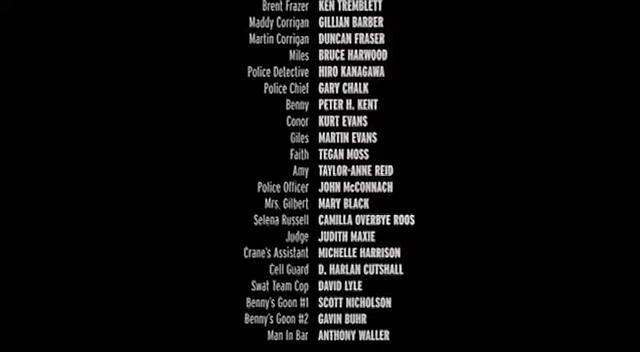 Brent Frazer KEN TREMBLETT
Maddy Corrigan GILLIAN BARBER
Martin Corrigan DUNCAN FRASER
Miles BRUCE HARWOOD
Police Detective HIRO KANAGAWA
Police Chief GARY CHALK
Benny PETER H. KENT
Conor KURT EVANS
Giles MARTIN EVANS
Faith TEGAN MOSS
Amy TAYLOR-ANNE REID
Police Officer JOHN McCONNACH
Mrs. Gilbert MARY BLACK
Selena Russell CAMILLA OVERBYE ROOS
Judge JUDITH MAXIE
Crane's Assistant MICHELLE HARRISON
Cell Guard D. HARLAN CUTSHALL
Swat Team Cop DAVID LYLE
Benny's Goon #1 SCOTT NICHOLSON
Benny's Goon #2 GAVIN BUHR
Man In Bar ANTHONY WALLER